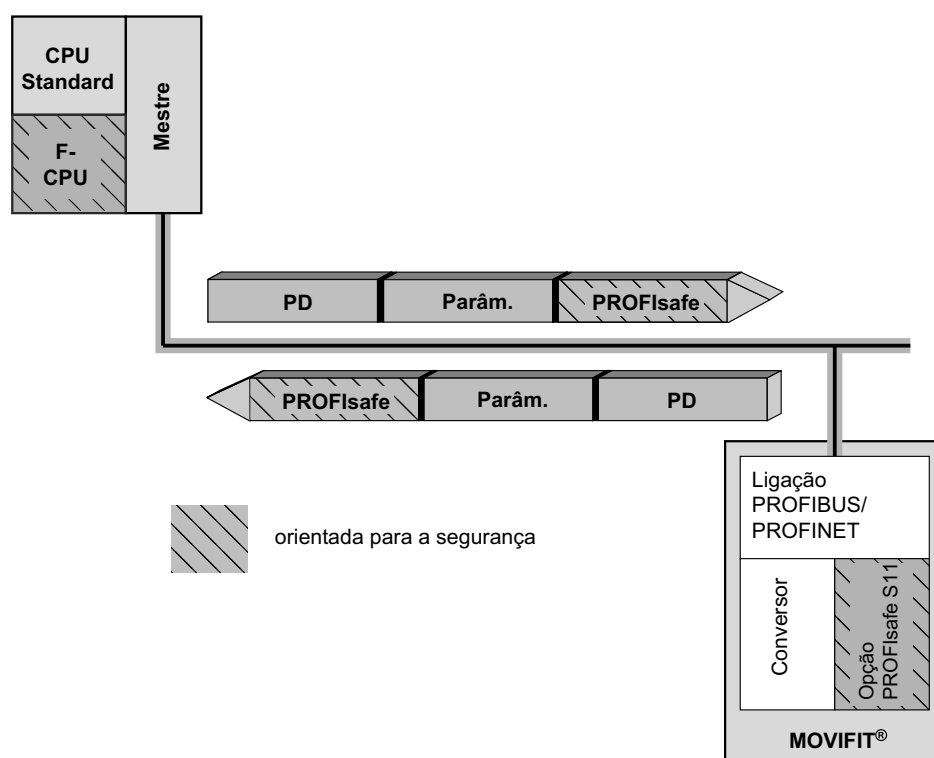 CPU
Standard
Mestre
F-
CPU
PD
Parâm.
PROFIsafe
PROFIsafe
Parâm.
PD
Ligação
PROFIBUS/
PROFINET
orientada para a segurança
Conversor
Opção
PROFIsafe S11
MOVIFIT®